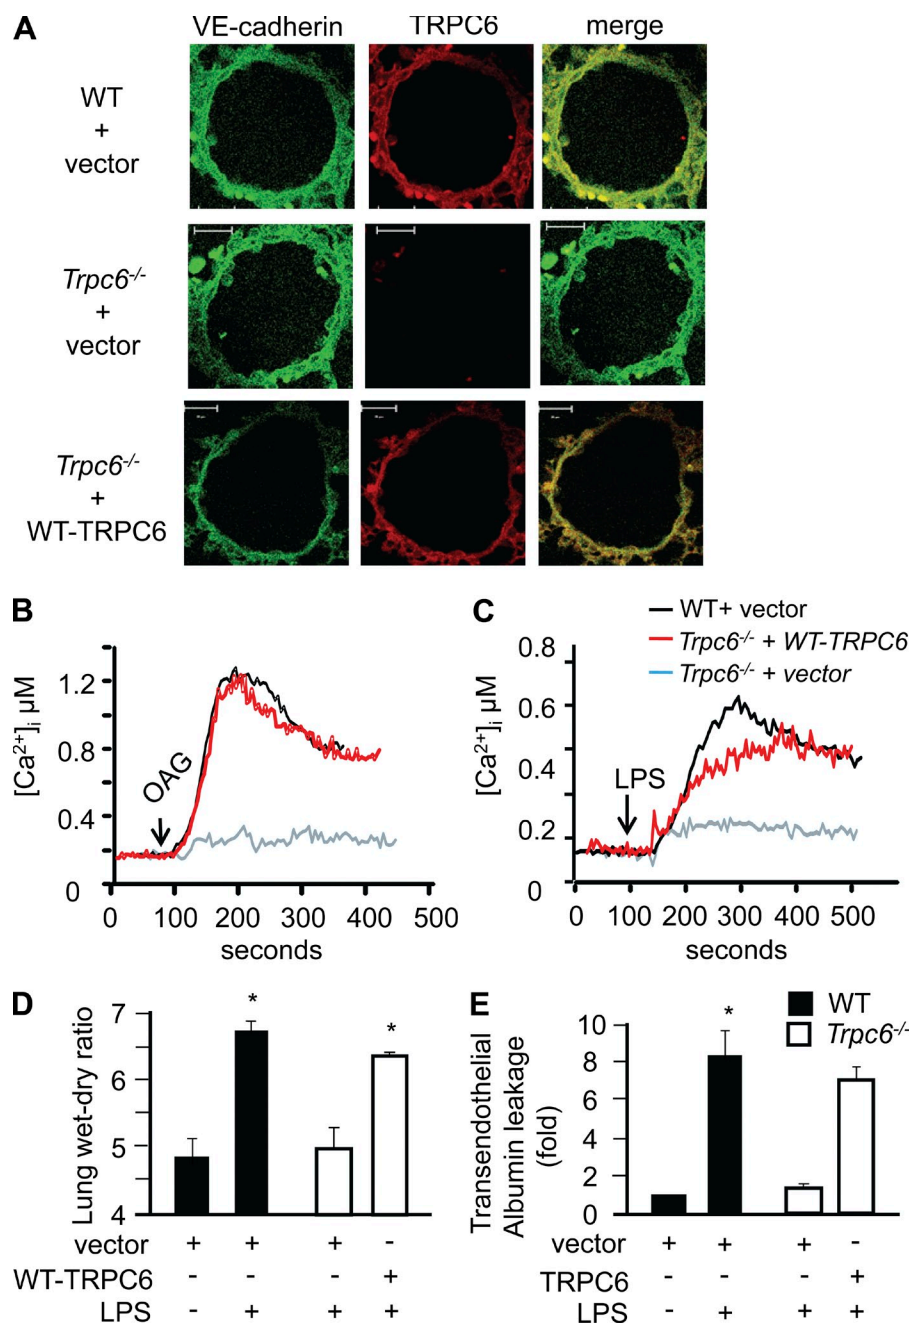 A
VE-cadherin TRPC6 merge
WT
+
vector
Trpc6-/-
+
vector
Trpc6-/-
+
WT-TRPC6
B
[Ca2+]i µM
1.2
0.8
0.4
0
OAG
0 100 200 300 400 500
seconds
C
WT+ vector
Trpc6-/- + WT-TRPC6
Trpc6-/- + vector
[Ca2+]i µM
0.8
0.6
0.4
0.2
0
LPS
0 100 200 300 400 500
seconds
D
Lung wet-dry ratio
7
6
5
4
* *
vector + + + -
WT-TRPC6 - - - +
LPS - + + +
E
WT
Trpc6-/-
Transendothelial
Albumin leakage
(fold)
10
8
6
4
2
0
*
vector + + + -
TRPC6 - - - +
LPS - + + +